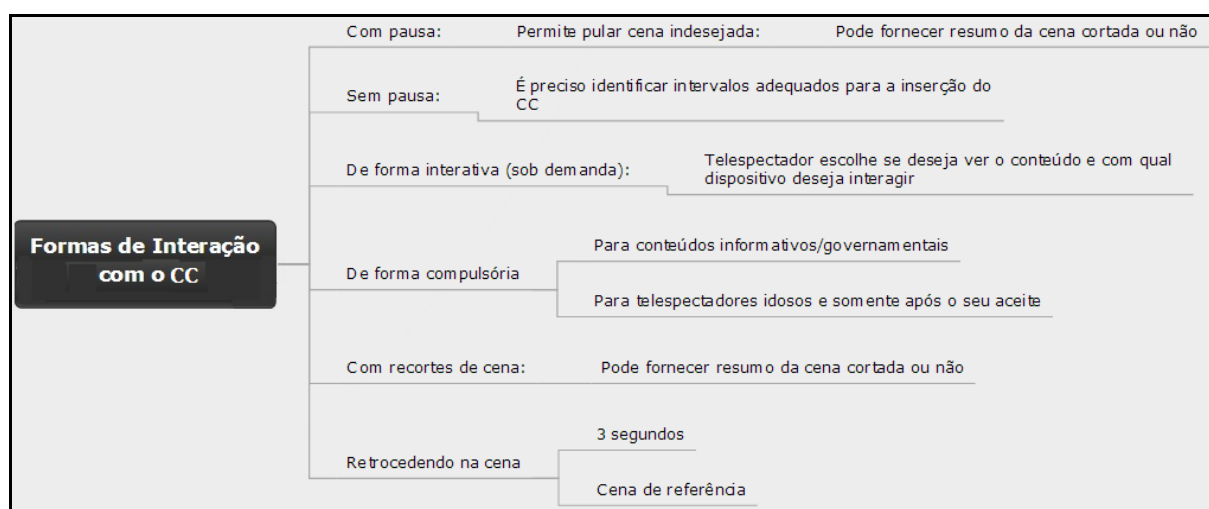 Com pausa: Permite pular cena indesejada: Pode fornecer resumo da cena cortada ou não
Sem pausa: É preciso identificar intervalos adequados para a inserção do
CC
De forma interativa (sob demanda): Telespectador escolhe se deseja ver o conteúdo e com qual
dispositivo deseja interagir
Formas de Interação
com o CC
De forma compulsória
Para conteúdos informativos/governamentais
Para telespectadores idosos e somente após o seu aceite
Com recortes de cena: Pode fornecer resumo da cena cortada ou não
Retrocedendo na cena
3 segundos
Cena de referência